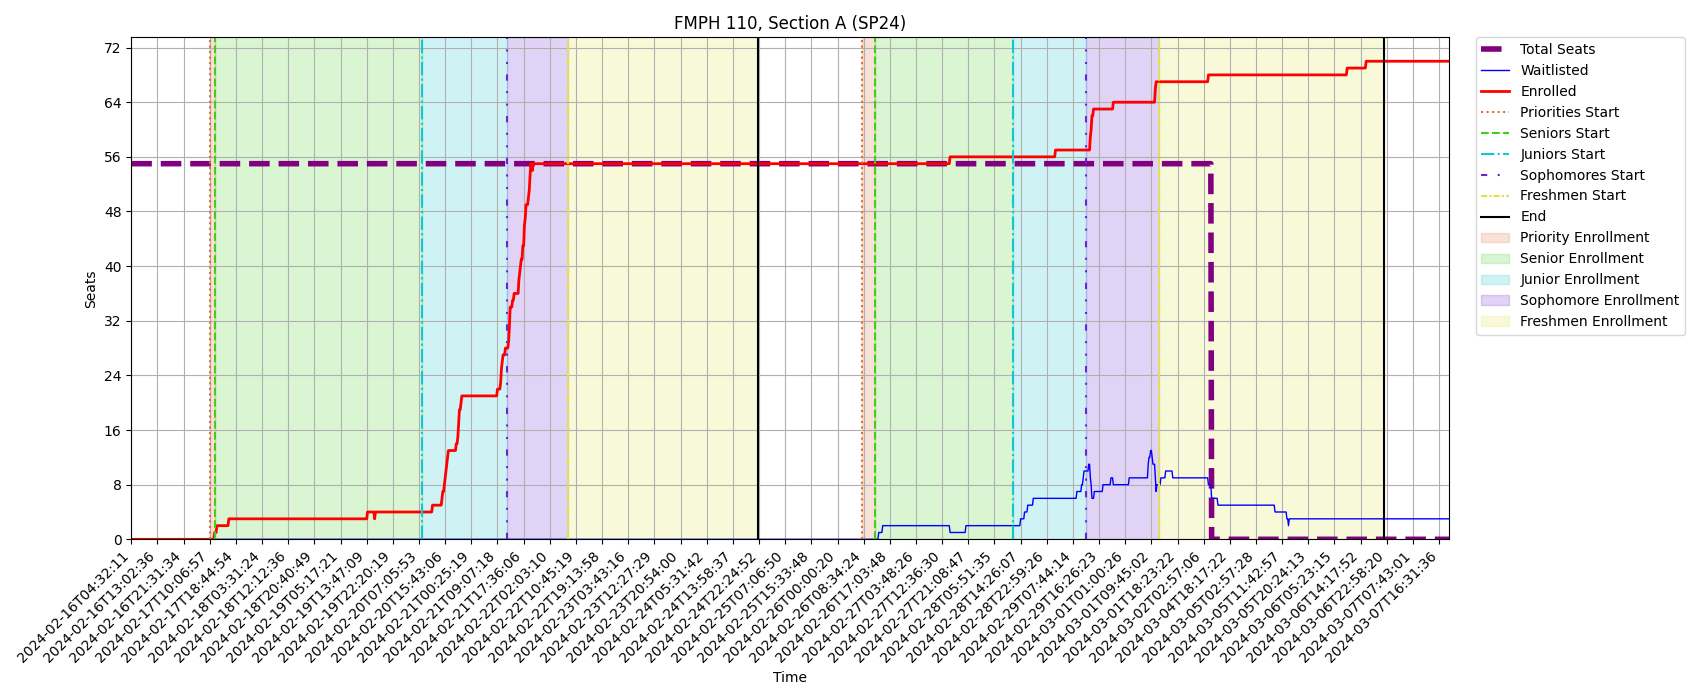 FMPH 110, Section A (SP24)
Seats
72
64
56
48
40
32
24
16
8
0
2024-02-16T04:32:11
2024-02-16T13:02:36
2024-02-16T21:31:34
2024-02-17T10:06:57
2024-02-17T18:44:54
2024-02-18T03:31:24
2024-02-18T12:12:36
2024-02-18T20:40:49
2024-02-19T05:17:21
2024-02-19T13:47:09
2024-02-19T22:20:19
2024-02-20T07:05:53
2024-02-20T15:43:06
2024-02-21T00:25:19
2024-02-21T09:07:18
2024-02-21T17:36:06
2024-02-22T02:03:10
2024-02-22T10:45:19
2024-02-22T19:13:58
2024-02-23T03:43:16
2024-02-23T12:27:29
2024-02-23T20:54:00
2024-02-24T05:31:42
2024-02-24T13:58:37
2024-02-24T22:24:52
2024-02-25T07:06:50
2024-02-25T15:33:48
2024-02-26T00:00:20
2024-02-26T08:34:24
2024-02-26T17:03:48
2024-02-27T03:48:26
2024-02-27T12:36:30
2024-02-27T21:08:47
2024-02-28T05:51:35
2024-02-28T14:26:07
2024-02-28T22:59:26
2024-02-29T07:44:14
2024-02-29T16:26:23
2024-03-01T01:00:26
2024-03-01T09:45:02
2024-03-01T18:23:22
2024-03-02T02:57:06
2024-03-04T18:17:22
2024-03-05T02:57:28
2024-03-05T11:42:57
2024-03-05T20:24:13
2024-03-06T05:23:15
2024-03-06T14:17:52
2024-03-06T22:58:20
2024-03-07T07:43:01
2024-03-07T16:31:36
Time
Total Seats
Waitlisted
Enrolled
Priorities Start
Seniors Start
Juniors Start
Sophomores Start
Freshmen Start
End
Priority Enrollment
Senior Enrollment
Junior Enrollment
Sophomore Enrollment
Freshmen Enrollment